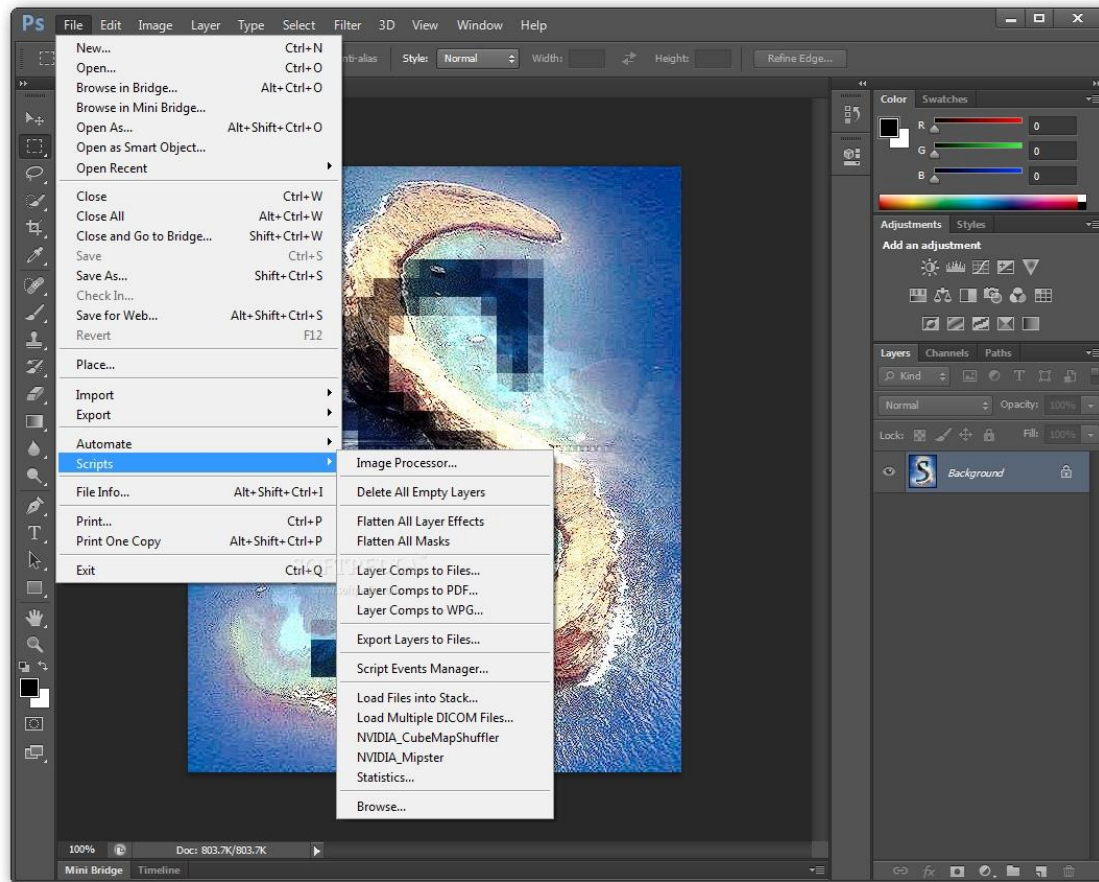 Ps File Edit Image Layer Type Select Filter 3D View Window Help
nti-alias Style: Normal Width: Height: Refine Edge...
New... Ctrl+N
Open... Ctrl+O
Browse in Bridge... Alt+Ctrl+O
Browse in Mini Bridge...
Open As... Alt+Shift+Ctrl+O
Open as Smart Object...
Open Recent
Close Ctrl+W
Close All Alt+Ctrl+W
Close and Go to Bridge... Shift+Ctrl+W
Save Ctrl+S
Save As... Shift+Ctrl+S
Check In...
Save for Web... Alt+Shift+Ctrl+S
Revert F12
Place...
Import
Export
Automate
Scripts
File Info... Alt+Shift+Ctrl+I
Print... Ctrl+P
Print One Copy Alt+Shift+Ctrl+P
Exit Ctrl+Q
Image Processor...
Delete All Empty Layers
Flatten All Layer Effects
Flatten All Masks
Layer Comps to Files...
Layer Comps to PDF...
Layer Comps to WPG...
Export Layers to Files...
Script Events Manager...
Load Files into Stack...
Load Multiple DICOM Files...
NVIDIA_CubeMapShuffler
NVIDIA_Mipster
Statistics...
Browse...
Color Swatches
R 0
G 0
B 0
Adjustments Styles
Add an adjustment
Layers Channels Paths
Kind
Normal Opacity: 100%
Lock: Fill: 100%
Background
100% Doc: 803.7K/803.7K
Mini Bridge Timeline